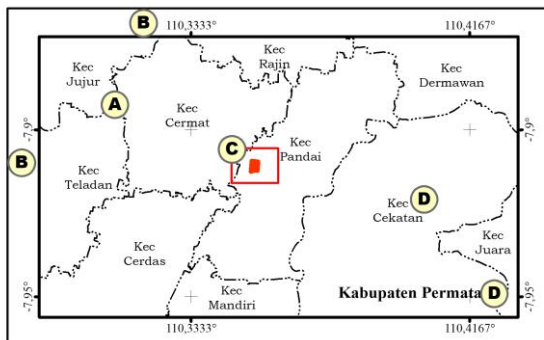 B
110,3333°
110,4167°
Kec
Jujur
Kec
Rajin
Kec
Dermawan
A
Kec
Cermat
-7,9°
-7,9°
B
C
Kec
Pandai
Kec
Teladan
D
Kec
Cekatan
Kec
Cerdas
Kec
Juara
Kec
Mandiri
Kabupaten Permata
D
-7,95°
-7,95°
110,3333°
110,4167°